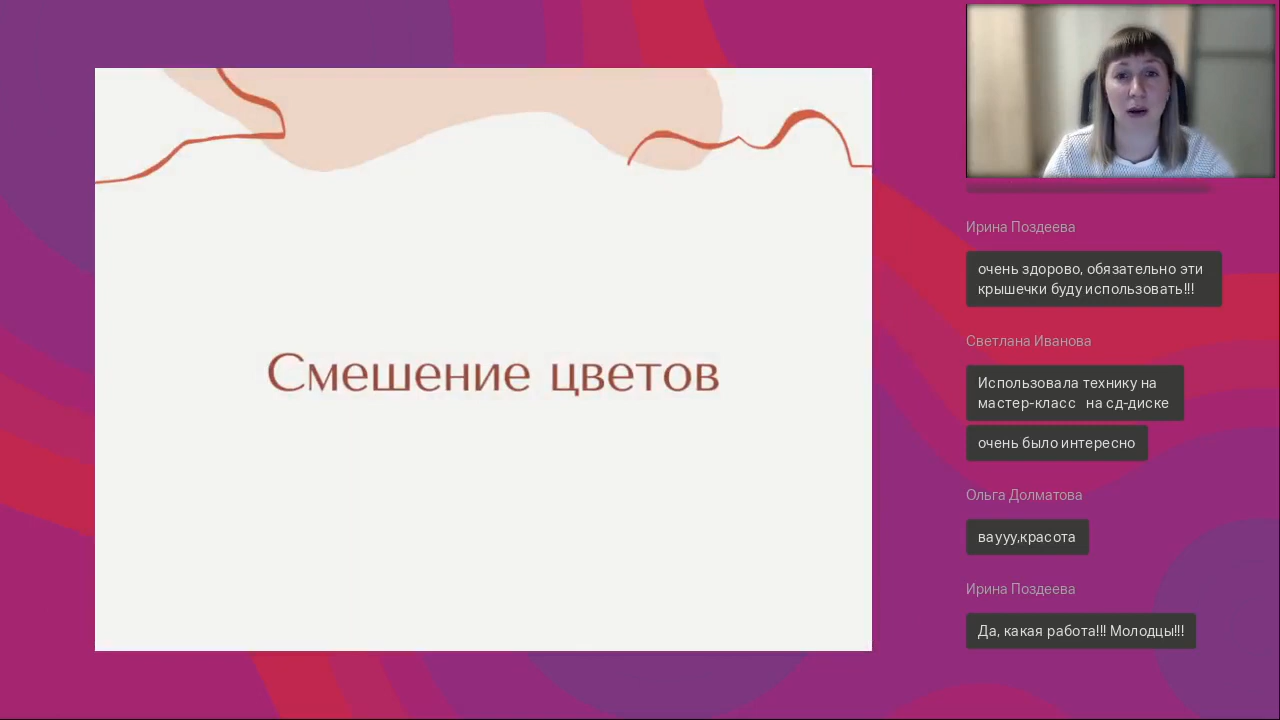 Смешение цветов
Ирина Поздеева
очень здорово, обязательно эти
крышечки буду использовать!!!
Светлана Иванова
Использовала технику на
мастер-класс на сд-диске
очень было интересно
Ольга Долматова
ваууу,красота
Ирина Поздеева
Да, какая работа!!! Молодцы!!!